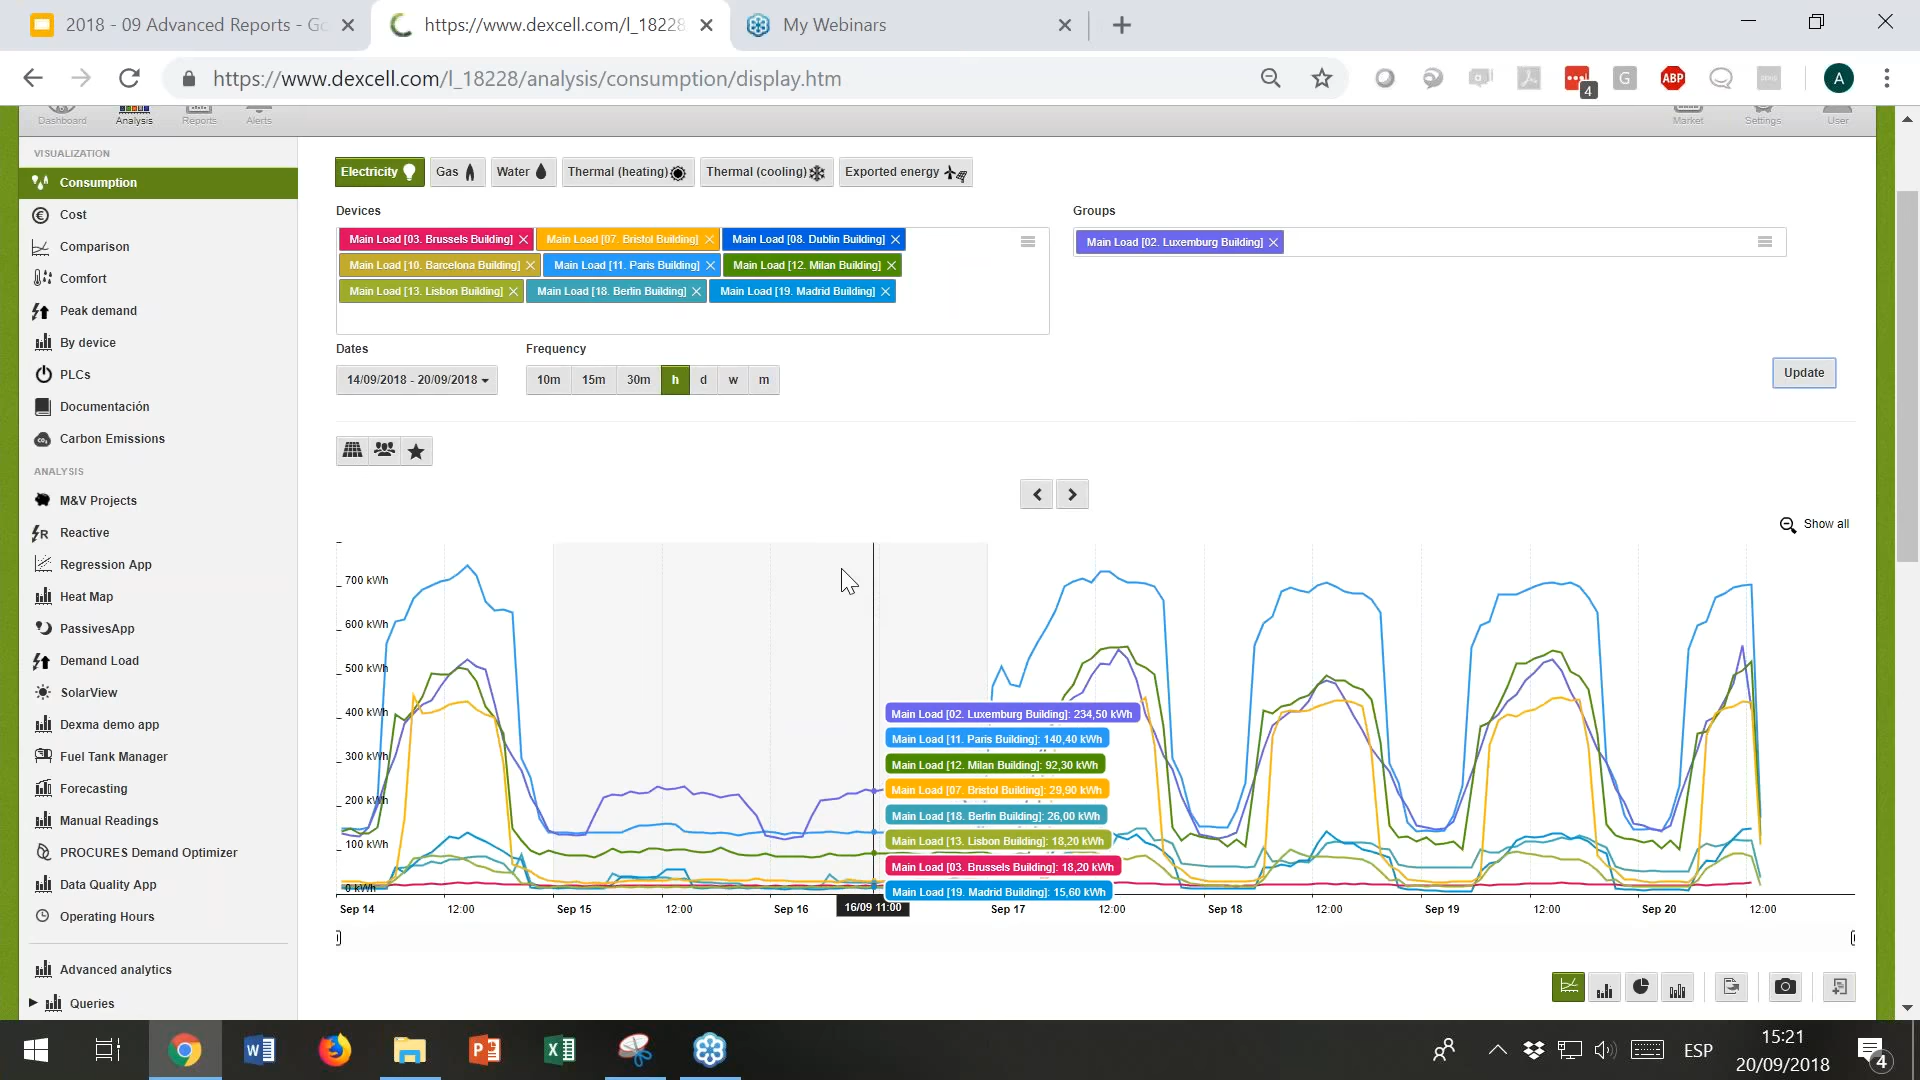 2018 - 09 Advanced Reports - Go
https://www.dexcell.com/l_18228
My Webinars
https://www.dexcell.com/l_18228/analysis/consumption/display.htm
4
G
ABP
A
Dashboard
Analysis
Reports
Alerts
Market
Settings
User
VISUALIZATION
Consumption
Cost
Comparison
Comfort
Peak demand
By device
PLCs
Documentación
Carbon Emissions
ANALYSIS
M&V Projects
Reactive
Regression App
Heat Map
PassivesApp
Demand Load
SolarView
Dexma demo app
Fuel Tank Manager
Forecasting
Manual Readings
PROCURES Demand Optimizer
Data Quality App
Operating Hours
Advanced analytics
Queries
Electricity
Gas
Water
Thermal (heating)
Thermal (cooling)
Exported energy
Devices
Main Load [03. Brussels Building]
Main Load [07. Bristol Building]
Main Load [08. Dublin Building]
Main Load [10. Barcelona Building]
Main Load [11. Paris Building]
Main Load [12. Milan Building]
Main Load [13. Lisbon Building]
Main Load [18. Berlin Building]
Main Load [19. Madrid Building]
Groups
Main Load [02. Luxemburg Building]
Dates
14/09/2018 - 20/09/2018
Frequency
10m 15m 30m h d w m
Update
Show all
700 kWh
600 kWh
500 kWh
400 kWh
300 kWh
200 kWh
100 kWh
0 kWh
Main Load [02. Luxemburg Building]: 234,50 kWh
Main Load [11. Paris Building]: 140,40 kWh
Main Load [12. Milan Building]: 92,30 kWh
Main Load [07. Bristol Building]: 29,90 kWh
Main Load [18. Berlin Building]: 26,00 kWh
Main Load [13. Lisbon Building]: 18,20 kWh
Main Load [03. Brussels Building]: 18,20 kWh
Main Load [19. Madrid Building]: 15,60 kWh
Sep 14 12:00 Sep 15 12:00 Sep 16 16/09 11:00 Sep 17 12:00 Sep 18 12:00 Sep 19 12:00 Sep 20 12:00
ESP
15:21
20/09/2018
4